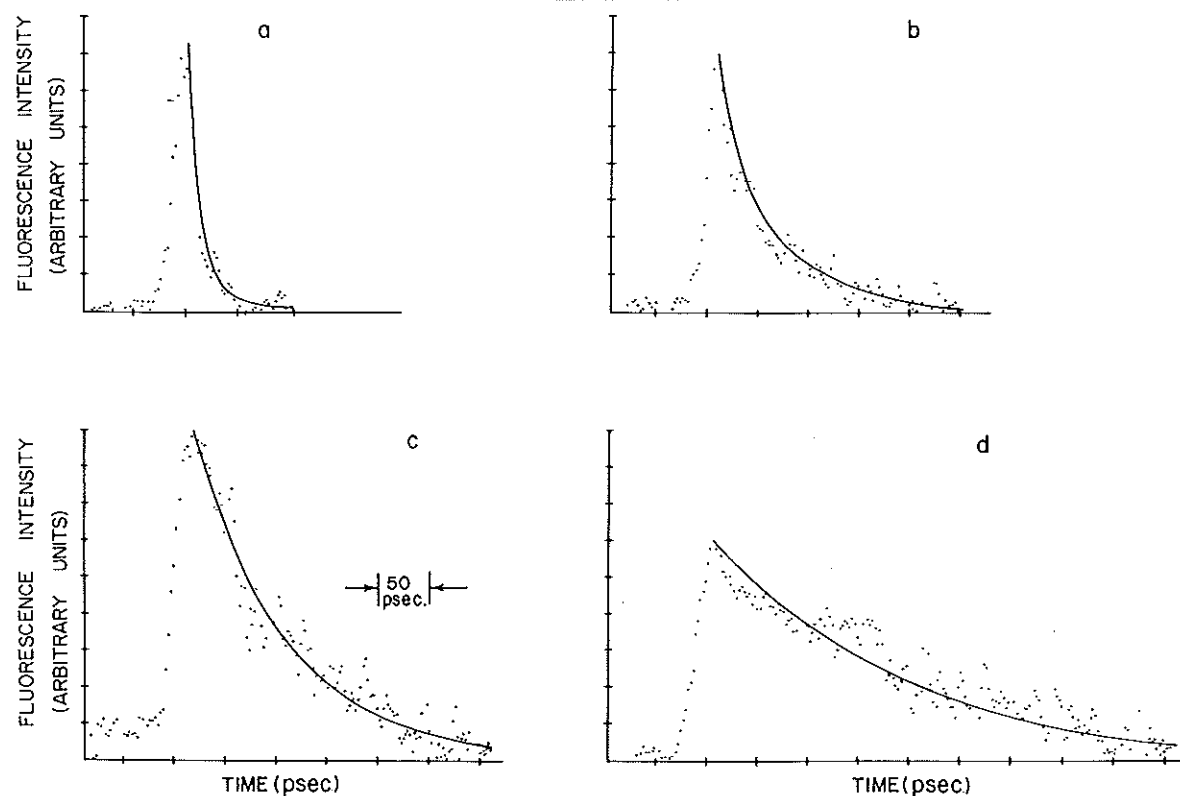 a
b
FLUORESCENCE INTENSITY
(ARBITRARY UNITS)
c
d
FLUORESCENCE INTENSITY
(ARBITRARY UNITS)
50
psec.
TIME (psec)
TIME (psec.)